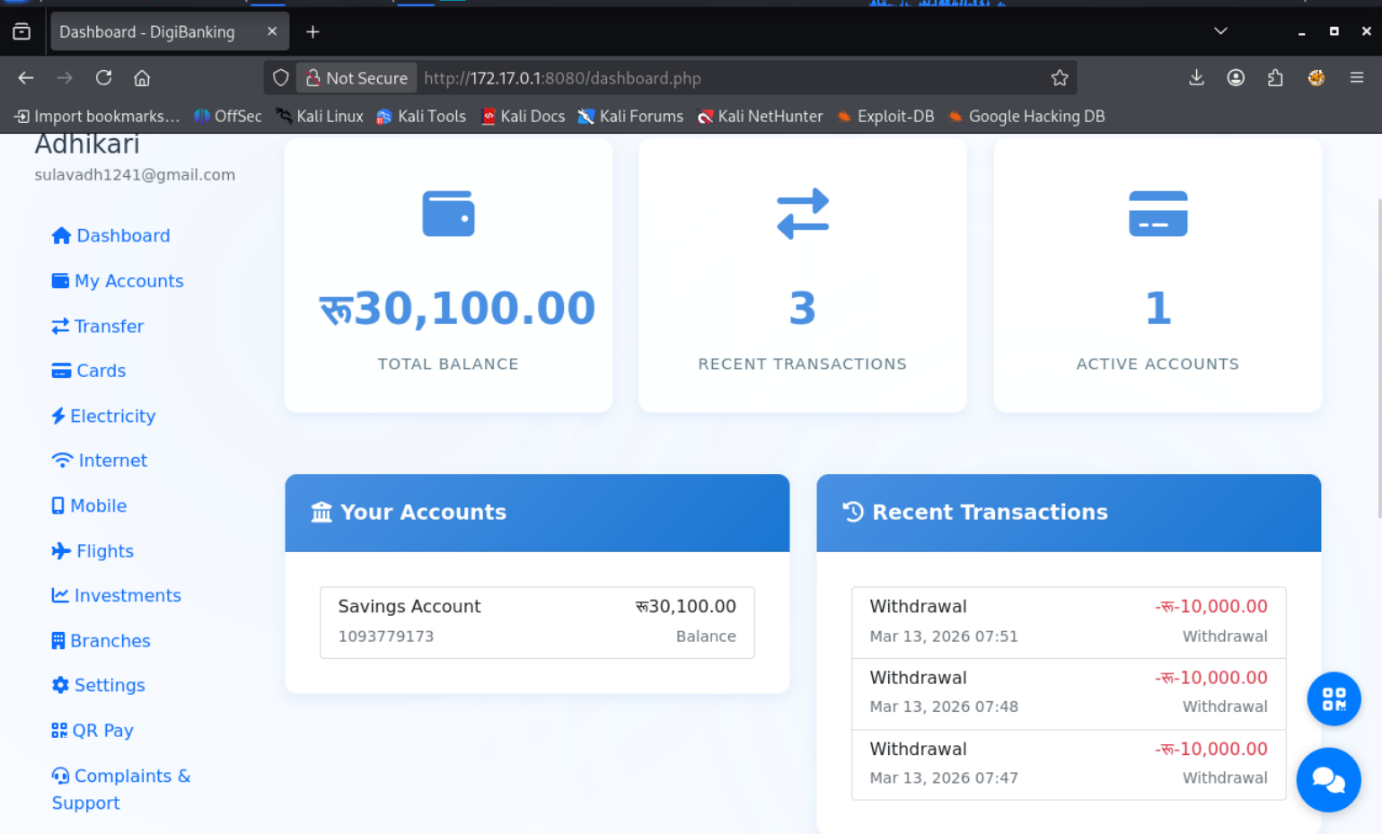 Dashboard - DigiBanking
Not Secure http://172.17.0.1:8080/dashboard.php
Import bookmarks... OffSec Kali Linux Kali Tools Kali Docs Kali Forums Kali NetHunter Exploit-DB Google Hacking DB
Adhikari
sulavadh1241@gmail.com
Dashboard
My Accounts
Transfer
Cards
Electricity
Internet
Mobile
Flights
Investments
Branches
Settings
QR Pay
Complaints &
Support
रू30,100.00
TOTAL BALANCE
3
RECENT TRANSACTIONS
1
ACTIVE ACCOUNTS
Your Accounts
Savings Account रू30,100.00
1093779173 Balance
Recent Transactions
Withdrawal -रू-10,000.00
Mar 13, 2026 07:51 Withdrawal
Withdrawal -रू-10,000.00
Mar 13, 2026 07:48 Withdrawal
Withdrawal -रू-10,000.00
Mar 13, 2026 07:47 Withdrawal